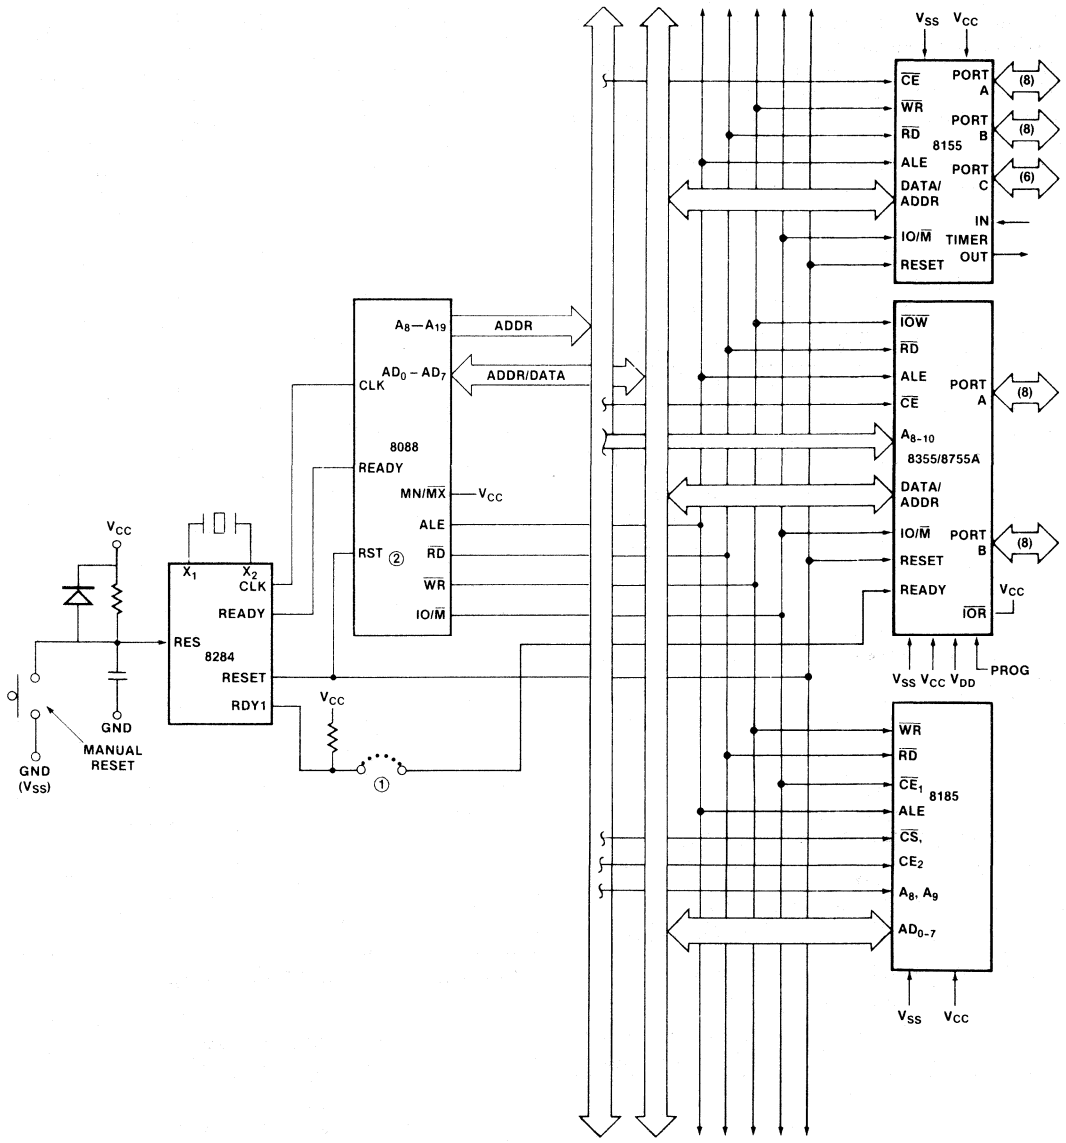 VSS VCC
CE
WR
RD
ALE
DATA/
ADDR
IO/M
RESET
8155
PORT
A
(8)
PORT
B
(8)
PORT
C
(6)
IN
TIMER
OUT
A8—A19
ADDR
AD0 – AD7
ADDR/DATA
CLK
8088
READY
MN/MX
VCC
ALE
RST
②
RD
WR
IO/M
IOW
RD
ALE
CE
A8-10
8355/8755A
DATA/
ADDR
IO/M
RESET
READY
PORT
A
(8)
PORT
B
(8)
VCC
IOR
VSS VCC VDD
PROG
VCC
X1
X2
CLK
READY
RES
8284
RESET
RDY1
VCC
①
GND
MANUAL
RESET
GND
(VSS)
WR
RD
CE1
8185
ALE
CS,
CE2
A8, A9
AD0-7
VSS
VCC